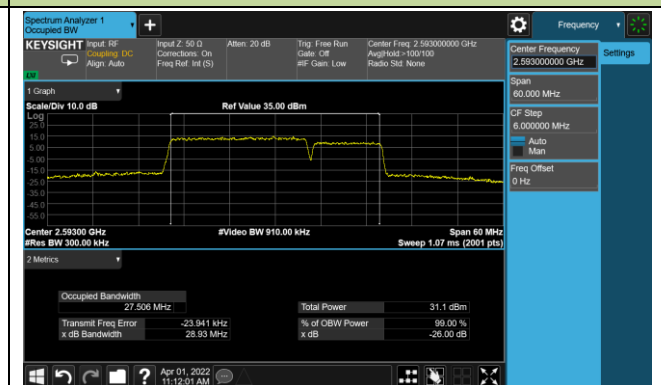 Spectrum Analyzer 1
Occupied BW
Frequency
KEYSIGHT
Input: RF
Coupling: DC
Align: Auto
Input Z: 50 Ω
Corrections: On
Freq Ref: Int (S)
Atten: 20 dB
Trig: Free Run
Gate: Off
#IF Gain: Low
Center Freq: 2.593000000 GHz
Avg|Hold:>100/100
Radio Std: None
Center Frequency
2.593000000 GHz
Settings
Span
60.000 MHz
CF Step
6.000000 MHz
Auto
Man
Freq Offset
0 Hz
1 Graph
Scale/Div 10.0 dB
Ref Value 35.00 dBm
Log
25.0
15.0
5.00
-5.00
-15.0
-25.0
-35.0
-45.0
-55.0
Center 2.59300 GHz
#Video BW 910.00 kHz
Span 60 MHz
#Res BW 300.00 kHz
Sweep 1.07 ms (2001 pts)
2 Metrics
Occupied Bandwidth
27.506 MHz
Total Power
31.1 dBm
Transmit Freq Error
-23.941 kHz
% of OBW Power
99.00 %
x dB Bandwidth
28.93 MHz
x dB
-26.00 dB
?
Apr 01, 2022
11:12:01 AM